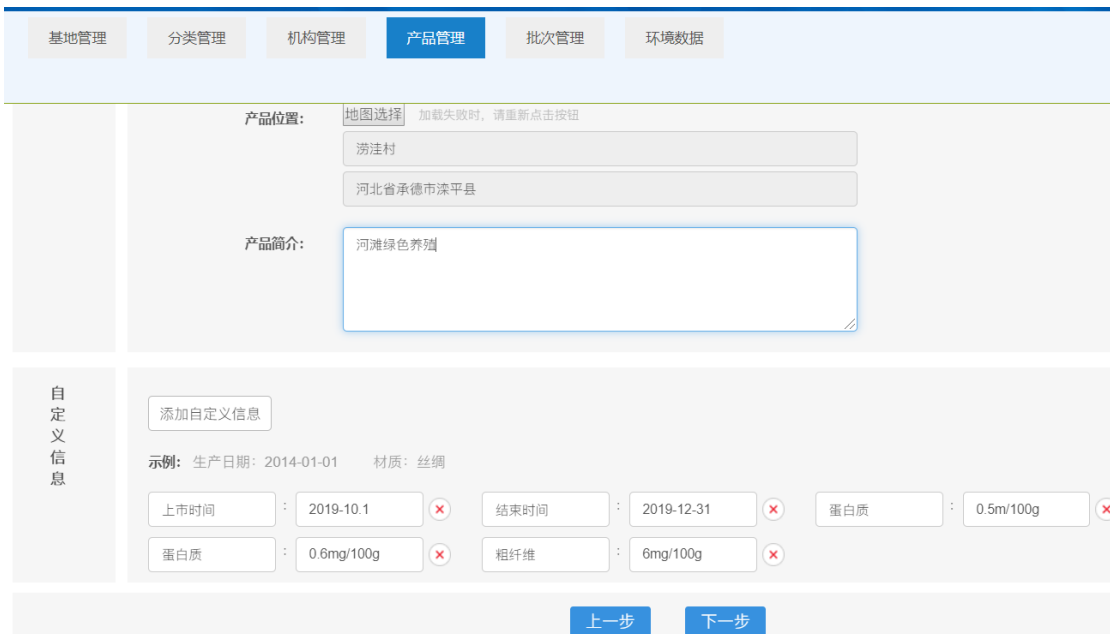 基地管理 分类管理 机构管理 产品管理 批次管理 环境数据
产品位置: 地图选择 加载失败时,请重新点击按钮
涝洼村
河北省承德市滦平县
产品简介: 河滩绿色养殖
自定义信息
添加自定义信息
示例: 生产日期:2014-01-01 材质:丝绸
上市时间 : 2019-10.1 结束时间 : 2019-12-31 蛋白质 : 0.5m/100g
蛋白质 : 0.6mg/100g 粗纤维 : 6mg/100g
上一步 下一步